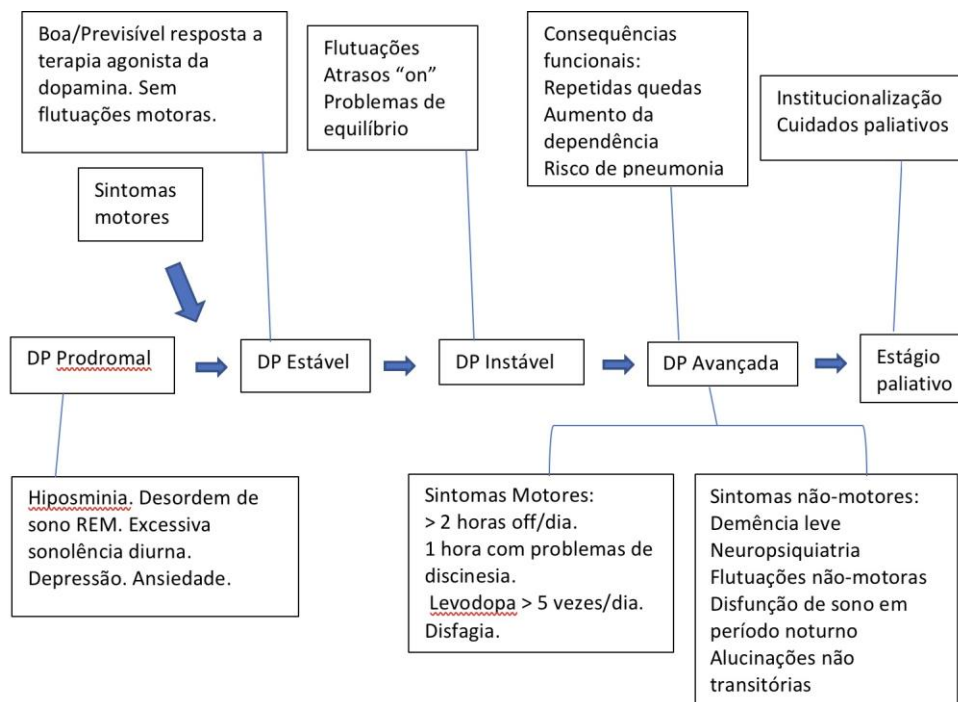 Boa/Previsível resposta a
terapia agonista da
dopamina. Sem
flutuações motoras.
Flutuações
Atrasos “on”
Problemas de
equilíbrio
Consequências
funcionais:
Repetidas quedas
Aumento da
dependência
Risco de pneumonia
Institucionalização
Cuidados paliativos
Sintomas
motores
DP Prodromal
DP Estável
DP Instável
DP Avançada
Estágio
paliativo
Hiposminia. Desordem de
sono REM. Excessiva
sonolência diurna.
Depressão. Ansiedade.
Sintomas Motores:
> 2 horas off/dia.
1 hora com problemas de
discinesia.
Levodopa > 5 vezes/dia.
Disfagia.
Sintomas não-motores:
Demência leve
Neuropsiquiatria
Flutuações não-motoras
Disfunção de sono em
período noturno
Alucinações não
transitórias